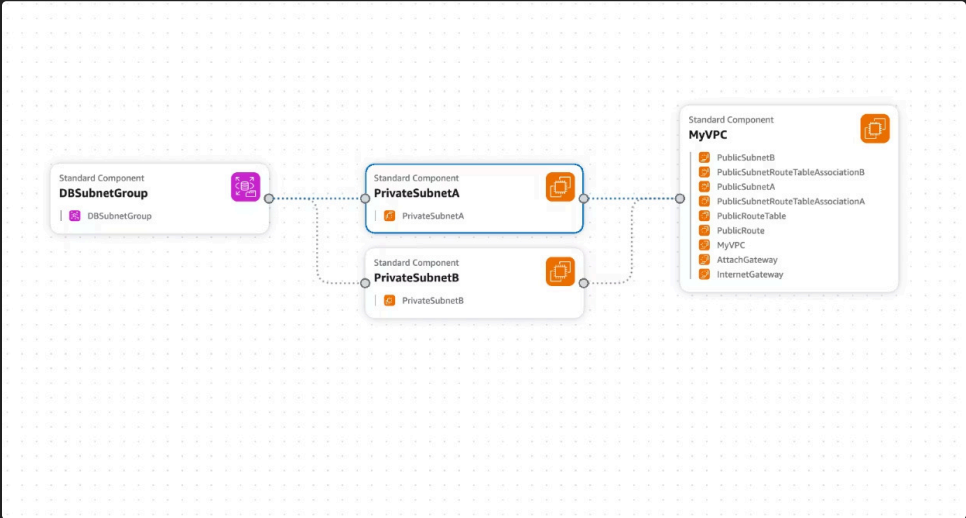 Standard Component
DBSubnetGroup
DBSubnetGroup
Standard Component
PrivateSubnetA
PrivateSubnetA
Standard Component
PrivateSubnetB
PrivateSubnetB
Standard Component
MyVPC
PublicSubnetB
PublicSubnetRouteTableAssociationB
PublicSubnetA
PublicSubnetRouteTableAssociationA
PublicRouteTable
PublicRoute
MyVPC
AttachGateway
InternetGateway